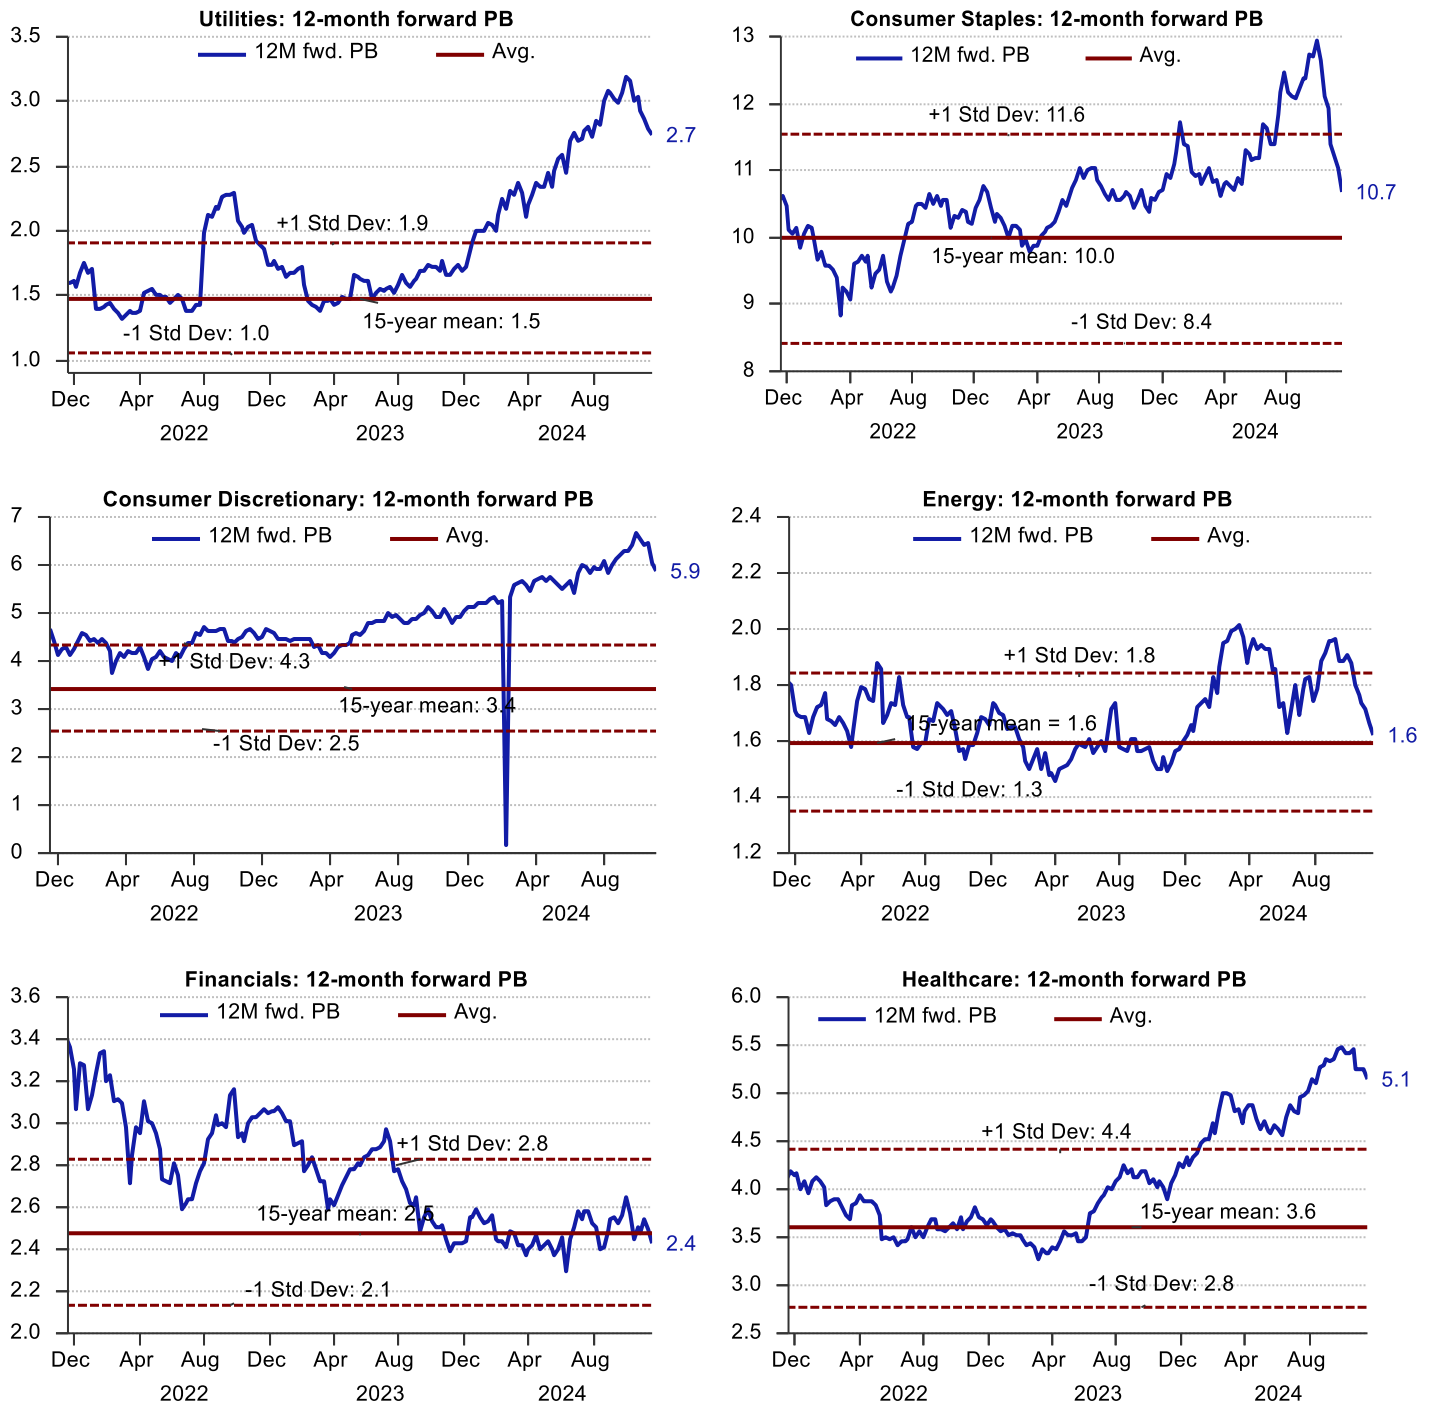 Utilities: 12-month forward PB
12M fwd. PB
Avg.
3.5
3.0
2.5
2.0
1.5
1.0
+1 Std Dev: 1.9
15-year mean: 1.5
-1 Std Dev: 1.0
2.7
Dec Apr Aug Dec Apr Aug Dec Apr Aug
2022 2023 2024
Consumer Staples: 12-month forward PB
12M fwd. PB
Avg.
13
12
11
10
9
8
+1 Std Dev: 11.6
15-year mean: 10.0
-1 Std Dev: 8.4
10.7
Dec Apr Aug Dec Apr Aug Dec Apr Aug
2022 2023 2024
Consumer Discretionary: 12-month forward PB
12M fwd. PB
Avg.
7
6
5
4
3
2
1
0
+1 Std Dev: 4.3
15-year mean: 3.4
-1 Std Dev: 2.5
5.9
Dec Apr Aug Dec Apr Aug Dec Apr Aug
2022 2023 2024
Energy: 12-month forward PB
12M fwd. PB
Avg.
2.4
2.2
2.0
1.8
1.6
1.4
1.2
+1 Std Dev: 1.8
15-year mean = 1.6
-1 Std Dev: 1.3
1.6
Dec Apr Aug Dec Apr Aug Dec Apr Aug
2022 2023 2024
Financials: 12-month forward PB
12M fwd. PB
Avg.
3.6
3.4
3.2
3.0
2.8
2.6
2.4
2.2
2.0
+1 Std Dev: 2.8
15-year mean: 2.5
-1 Std Dev: 2.1
2.4
Dec Apr Aug Dec Apr Aug Dec Apr Aug
2022 2023 2024
Healthcare: 12-month forward PB
12M fwd. PB
Avg.
6.0
5.5
5.0
4.5
4.0
3.5
3.0
2.5
+1 Std Dev: 4.4
15-year mean: 3.6
-1 Std Dev: 2.8
5.1
Dec Apr Aug Dec Apr Aug Dec Apr Aug
2022 2023 2024